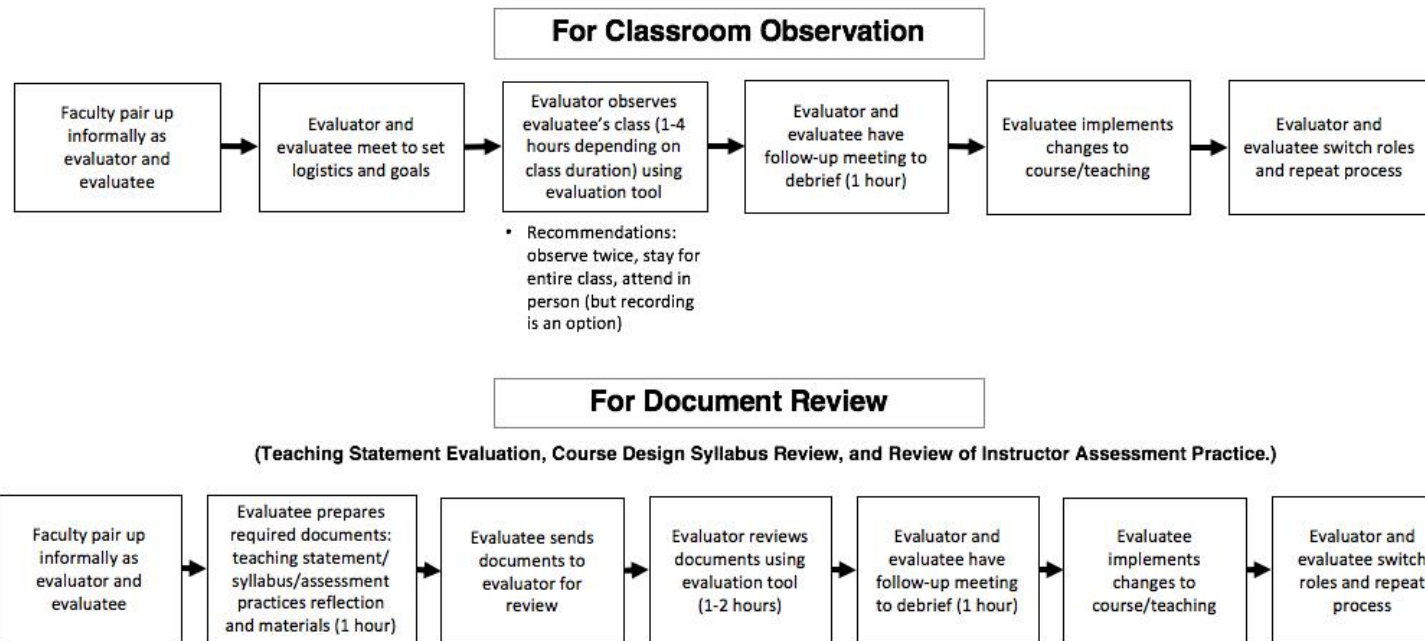 For Classroom Observation
Faculty pair up
informally as
evaluator and
evaluatee
Evaluator and
evaluatee meet to set
logistics and goals
Evaluator observes
evaluatee's class (1-4
hours depending on
class duration) using
evaluation tool
• Recommendations:
observe twice, stay for
entire class, attend in
person (but recording
is an option)
Evaluator and
evaluatee have
follow-up meeting to
debrief (1 hour)
Evaluatee implements
changes to
course/teaching
Evaluator and
evaluatee switch roles
and repeat process
For Document Review
(Teaching Statement Evaluation, Course Design Syllabus Review, and Review of Instructor Assessment Practice.)
Faculty pair up
informally as
evaluator and
evaluatee
Evaluatee prepares
required documents:
teaching statement/
syllabus/assessment
practices reflection
and materials (1 hour)
Evaluatee sends
documents to
evaluator for
review
Evaluator reviews
documents using
evaluation tool
(1-2 hours)
Evaluator and
evaluatee have
follow-up meeting
to debrief (1 hour)
Evaluatee
implements
changes to
course/teaching
Evaluator and
evaluatee switch
roles and repeat
process